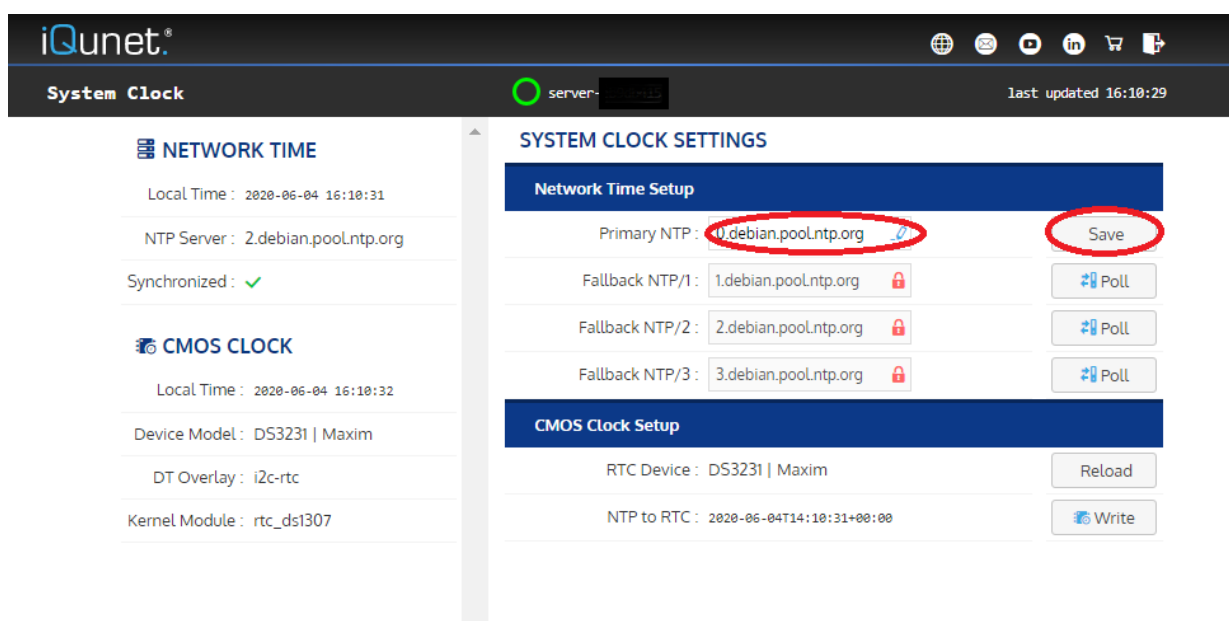 iQunet.®
in
System Clock
server-
last updated 16:10:29
NETWORK TIME
Local Time : 2020-06-04 16:10:31
NTP Server : 2.debian.pool.ntp.org
Synchronized :
CMOS CLOCK
Local Time : 2020-06-04 16:10:32
Device Model : DS3231 | Maxim
DT Overlay : i2c-rtc
Kernel Module : rtc_ds1307
SYSTEM CLOCK SETTINGS
Network Time Setup
Primary NTP : 0.debian.pool.ntp.org Save
Fallback NTP/1 : 1.debian.pool.ntp.org Poll
Fallback NTP/2 : 2.debian.pool.ntp.org Poll
Fallback NTP/3 : 3.debian.pool.ntp.org Poll
CMOS Clock Setup
RTC Device : DS3231 | Maxim Reload
NTP to RTC : 2020-06-04T14:10:31+00:00 Write